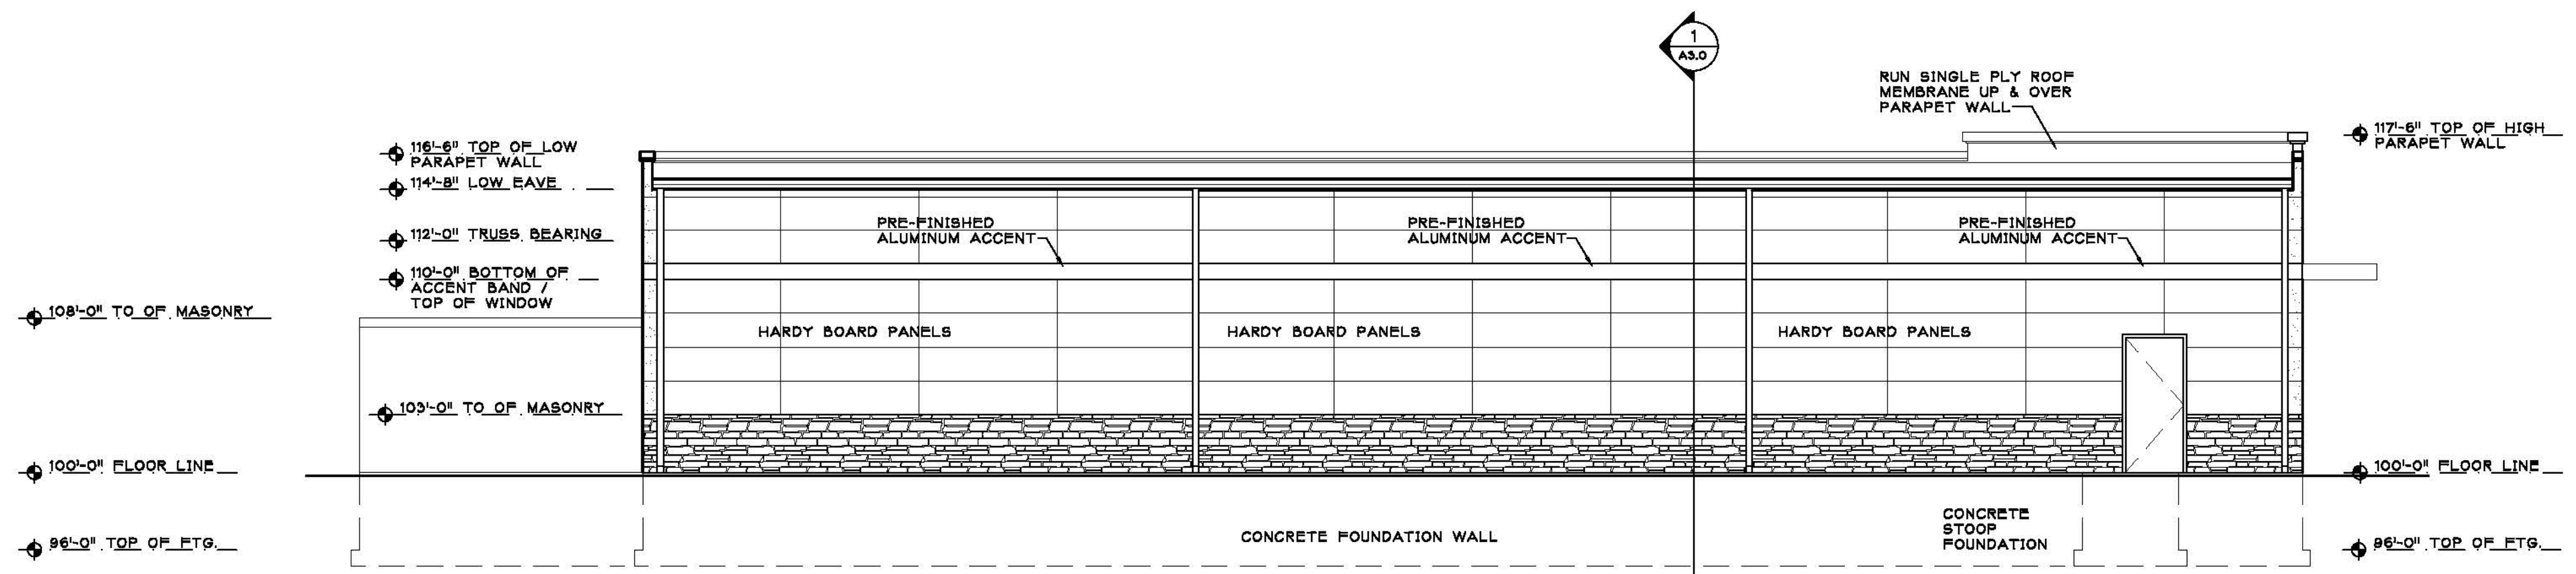 1
A3.0
RUN SINGLE PLY ROOF
MEMBRANE UP & OVER
PARAPET WALL
116'-6" TOP OF LOW
PARAPET WALL
117'-6" TOP OF HIGH
PARAPET WALL
114'-8" LOW EAVE
112'-0" TRUSS BEARING
PRE-FINISHED
ALUMINUM ACCENT
PRE-FINISHED
ALUMINUM ACCENT
PRE-FINISHED
ALUMINUM ACCENT
110'-0" BOTTOM OF
ACCENT BAND /
TOP OF WINDOW
108'-0" TO OF MASONRY
HARDY BOARD PANELS
HARDY BOARD PANELS
HARDY BOARD PANELS
103'-0" TO OF MASONRY
100'-0" FLOOR LINE
100'-0" FLOOR LINE
CONCRETE FOUNDATION WALL
CONCRETE
STOOP
FOUNDATION
96'-0" TOP OF FTG.
96'-0" TOP OF FTG.